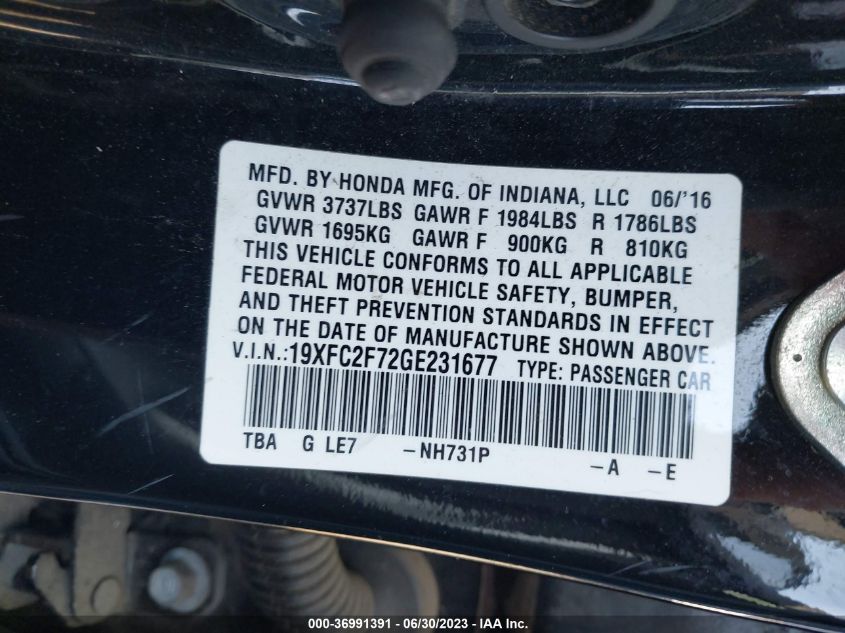 MFD. BY HONDA MFG. OF INDIANA, LLC 06/'16
GVWR 3737LBS GAWR F 1984LBS R 1786LBS
GVWR 1695KG GAWR F 900KG R 810KG
THIS VEHICLE CONFORMS TO ALL APPLICABLE
FEDERAL MOTOR VEHICLE SAFETY, BUMPER,
AND THEFT PREVENTION STANDARDS IN EFFECT
ON THE DATE OF MANUFACTURE SHOWN ABOVE.
V.I.N.:19XFC2F72GE231677 TYPE: PASSENGER CAR
TBA G LE7 -NH731P -A -E
000-36991391 - 06/30/2023 - IAA Inc.